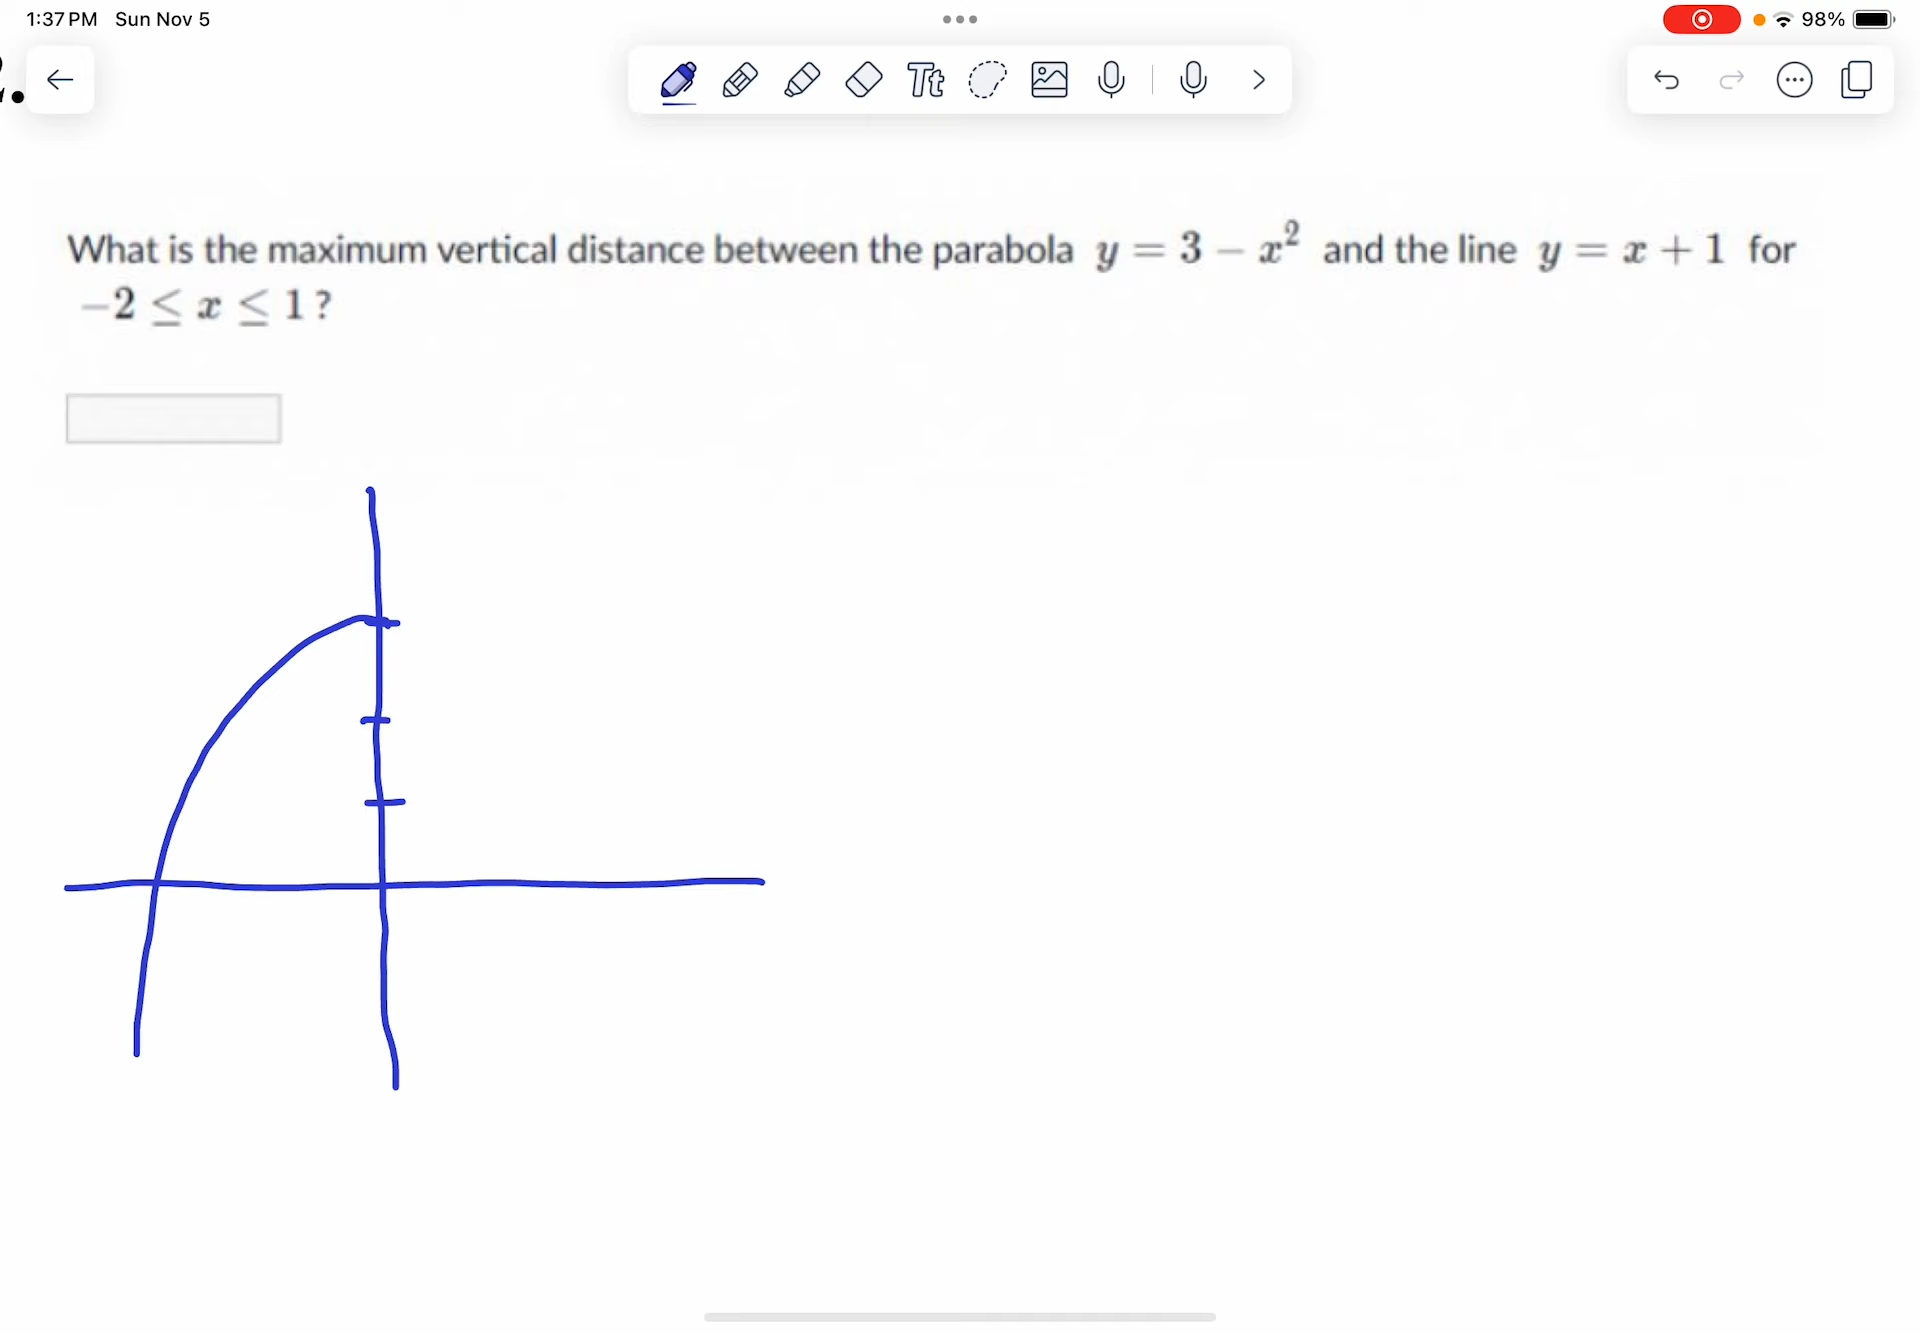 1:37 PM Sun Nov 5
98%
Tt
What is the maximum vertical distance between the parabola y = 3 − x² and the line y = x + 1 for
−2 ≤ x ≤ 1?